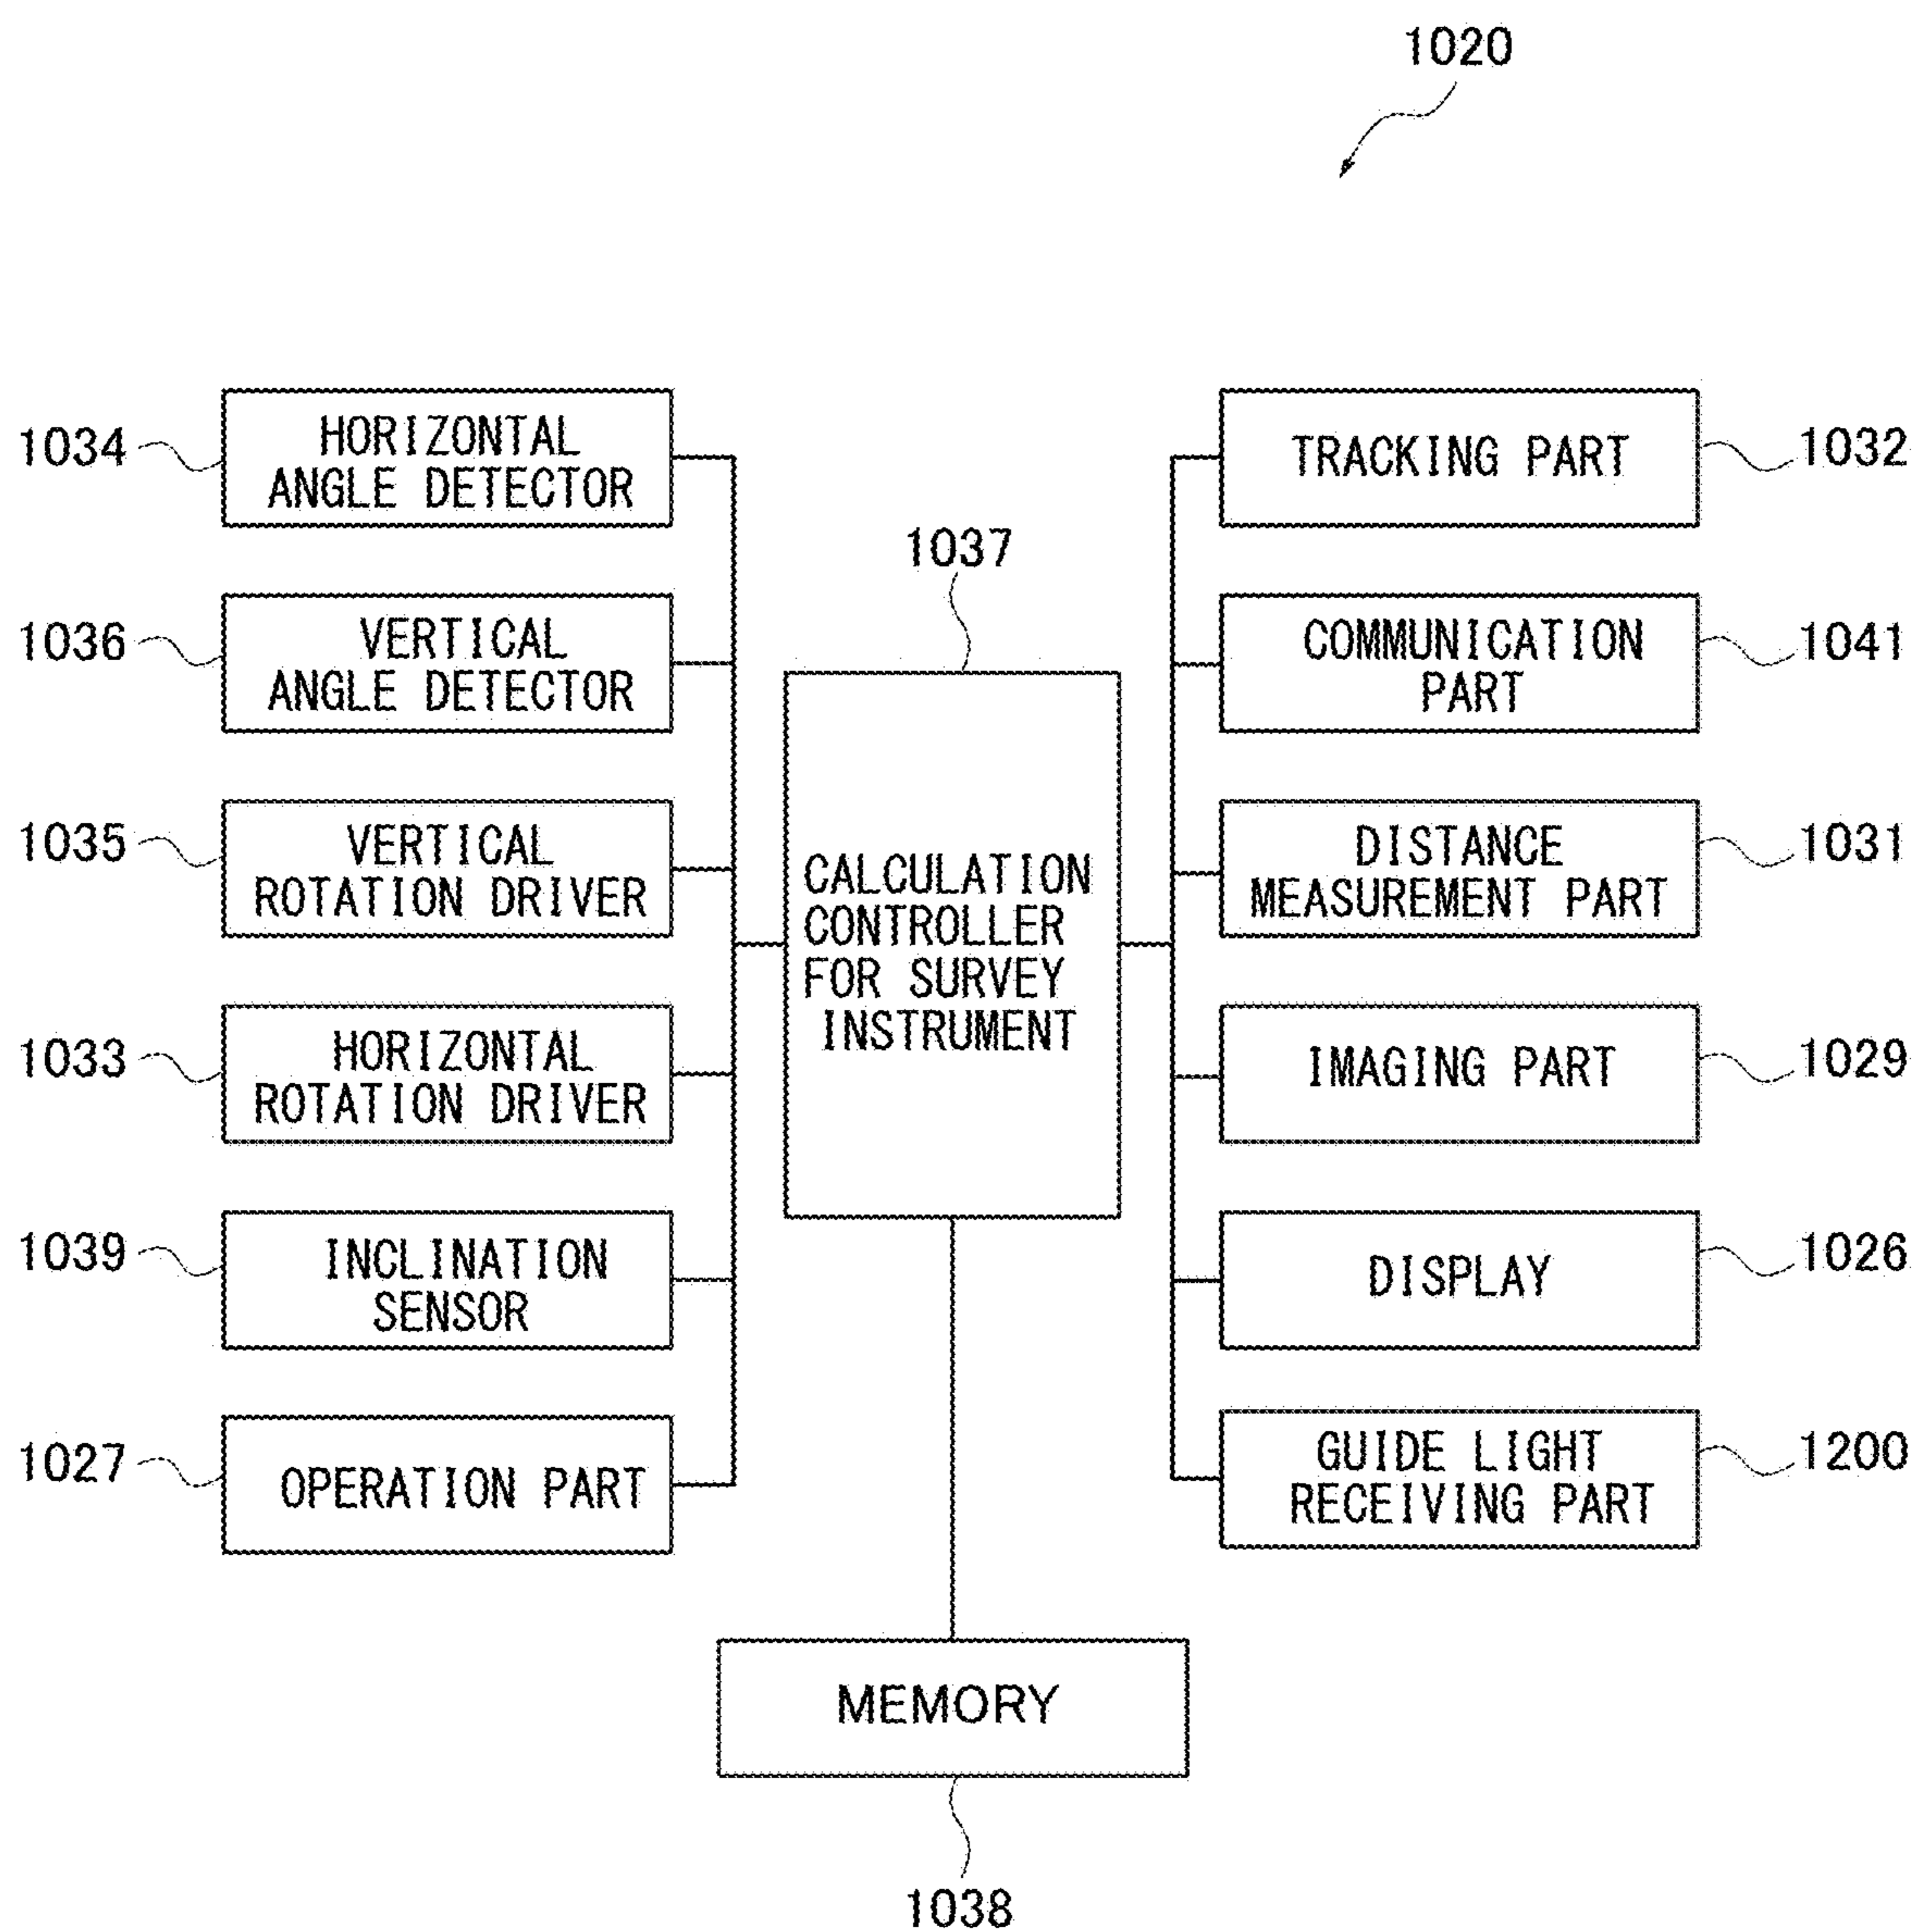 1020
1034
HORIZONTAL
ANGLE DETECTOR
1036
VERTICAL
ANGLE DETECTOR
1035
VERTICAL
ROTATION DRIVER
1033
HORIZONTAL
ROTATION DRIVER
1039
INCLINATION
SENSOR
1027
OPERATION PART
1037
CALCULATION
CONTROLLER
FOR SURVEY
INSTRUMENT
TRACKING PART
1032
COMMUNICATION
PART
1041
DISTANCE
MEASUREMENT PART
1031
IMAGING PART
1029
DISPLAY
1026
GUIDE LIGHT
RECEIVING PART
1200
MEMORY
1038